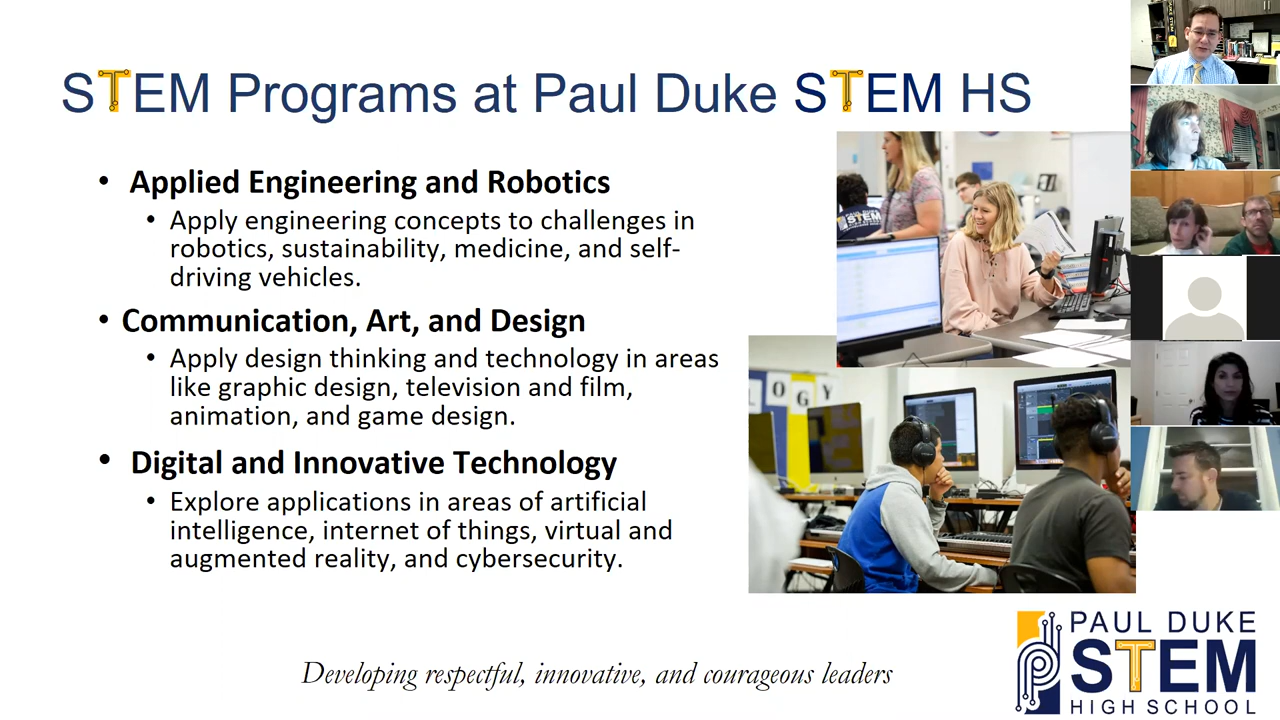 STEM Programs at Paul Duke STEM HS
• Applied Engineering and Robotics
• Apply engineering concepts to challenges in
robotics, sustainability, medicine, and self-
driving vehicles.
• Communication, Art, and Design
• Apply design thinking and technology in areas
like graphic design, television and film,
animation, and game design.
• Digital and Innovative Technology
• Explore applications in areas of artificial
intelligence, internet of things, virtual and
augmented reality, and cybersecurity.
PAUL DUKE
STEM
L O G Y
Developing respectful, innovative, and courageous leaders
PAUL DUKE
STEM
HIGH SCHOOL